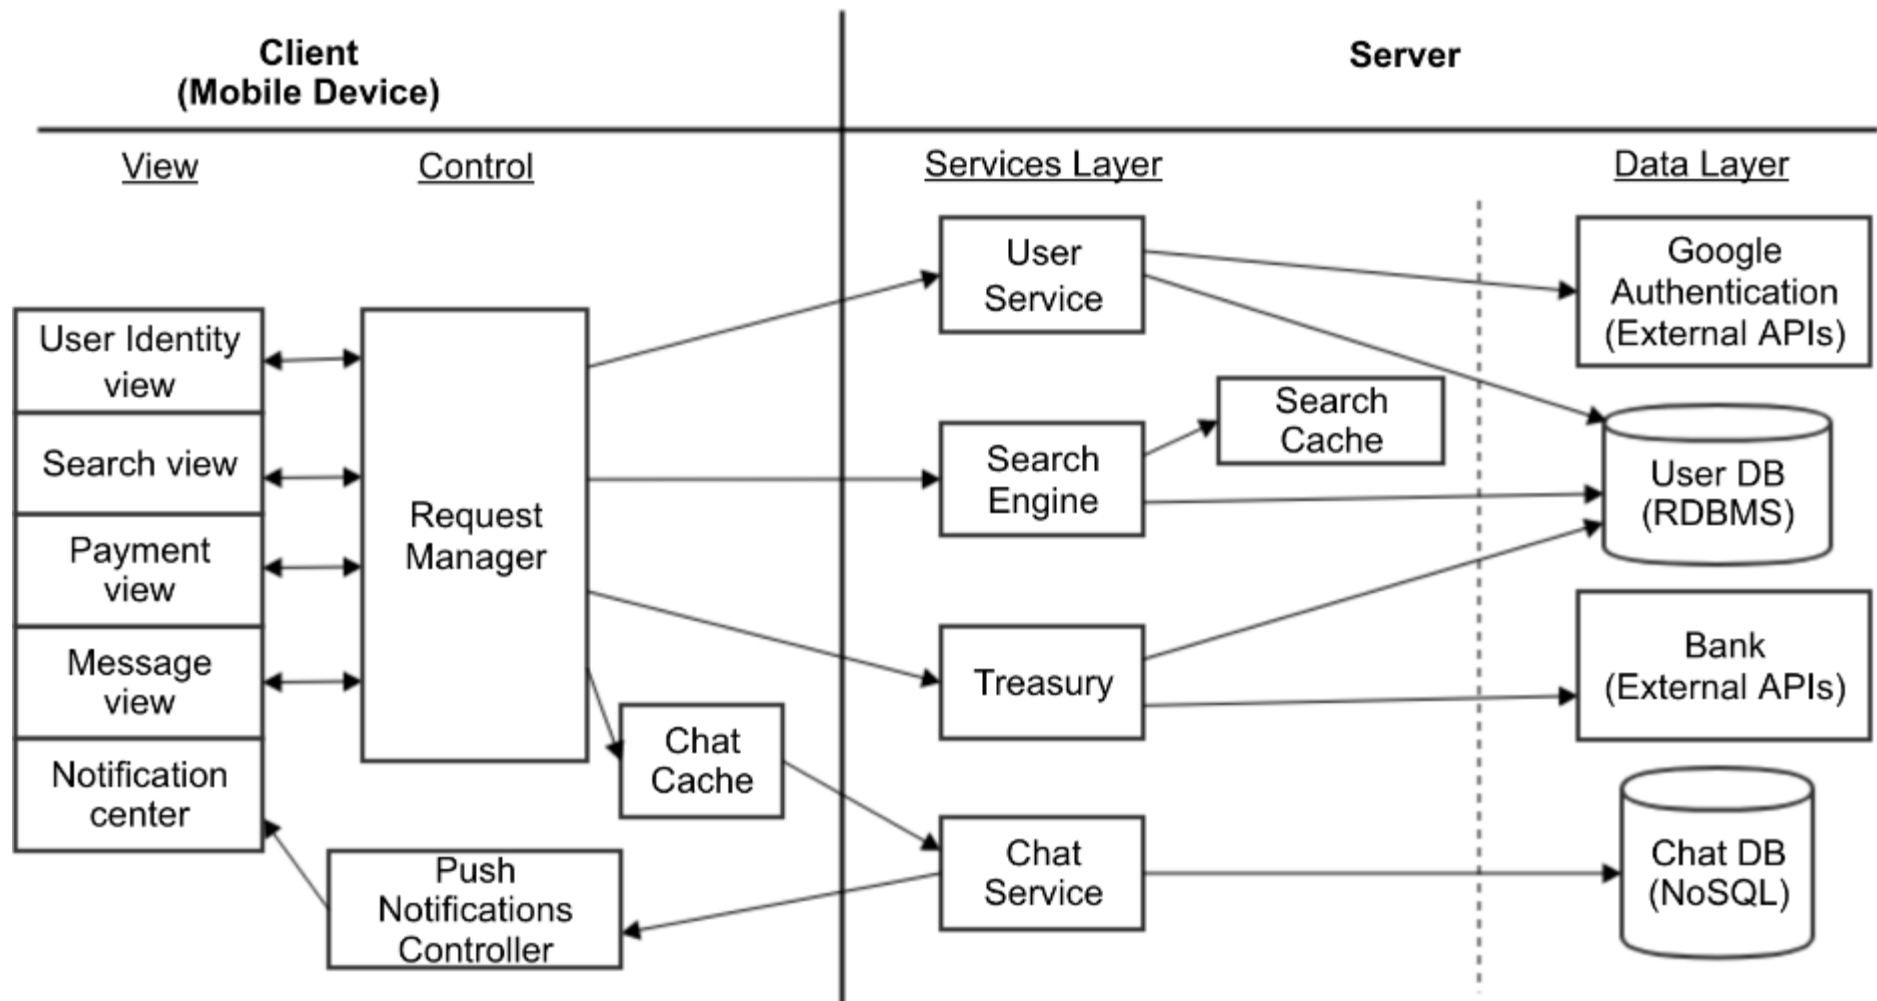 Client
(Mobile Device)
Server
View
Control
Services Layer
Data Layer
User Identity
view
Search view
Payment
view
Message
view
Notification
center
Request
Manager
Chat
Cache
Push
Notifications
Controller
User
Service
Search
Engine
Search
Cache
Treasury
Chat
Service
Google
Authentication
(External APIs)
User DB
(RDBMS)
Bank
(External APIs)
Chat DB
(NoSQL)